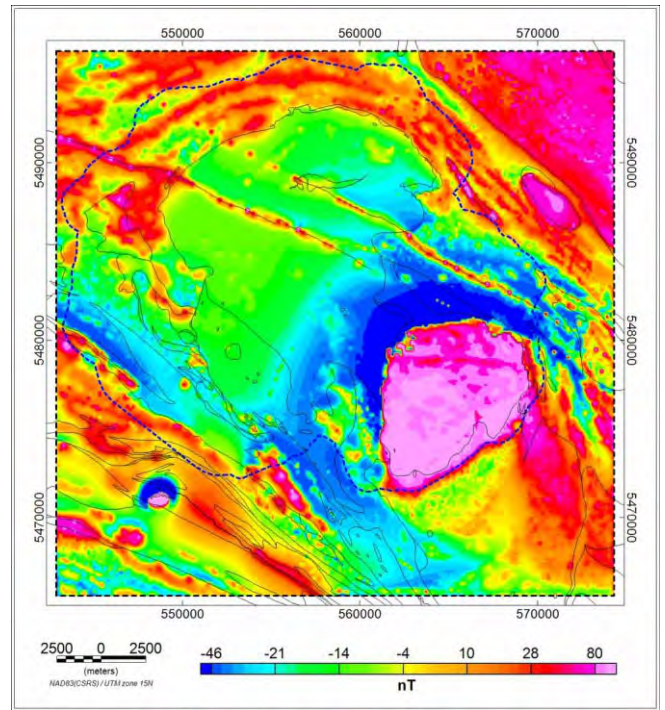 550000 560000 570000
5490000 5490000
5480000 5480000
5470000 5470000
550000 560000 570000
2500 0 2500
(meters)
NAD83(CSRS) / UTM zone 15N
-46 -21 -14 -4 10 28 80
nT